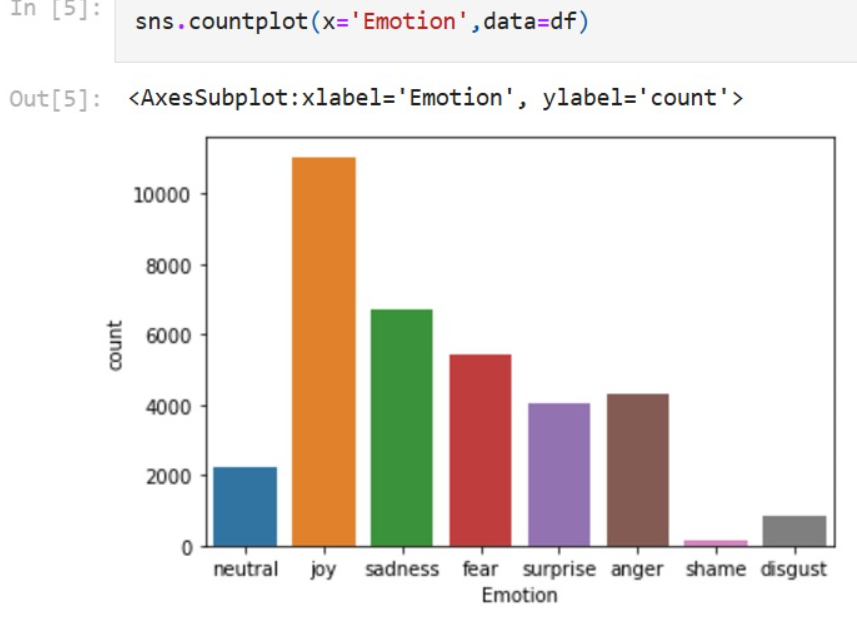 In [5]:
sns.countplot(x='Emotion',data=df)
Out[5]: <AxesSubplot:xlabel='Emotion', ylabel='count'>
10000
8000
6000
4000
2000
0
count
neutral joy sadness fear surprise anger shame disgust
Emotion